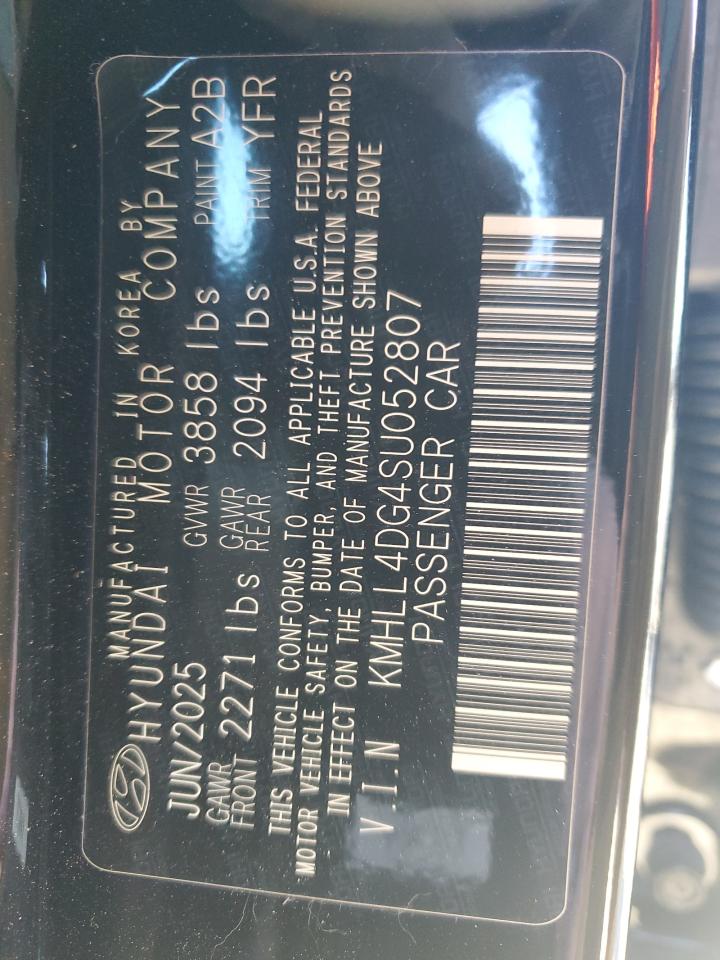 MANUFACTURED IN KOREA BY
HYUNDAI MOTOR COMPANY
JUN/2025 GVWR 3858 lbs PAINT A2B
GAWR FRONT 2271 lbs GAWR REAR 2094 lbs TRIM YFR
THIS VEHICLE CONFORMS TO ALL APPLICABLE U.S.A. FEDERAL
MOTOR VEHICLE SAFETY, BUMPER, AND THEFT PREVENTION STANDARDS
IN EFFECT ON THE DATE OF MANUFACTURE SHOWN ABOVE
V.I.N KMHLL4DG4SU052807
PASSENGER CAR